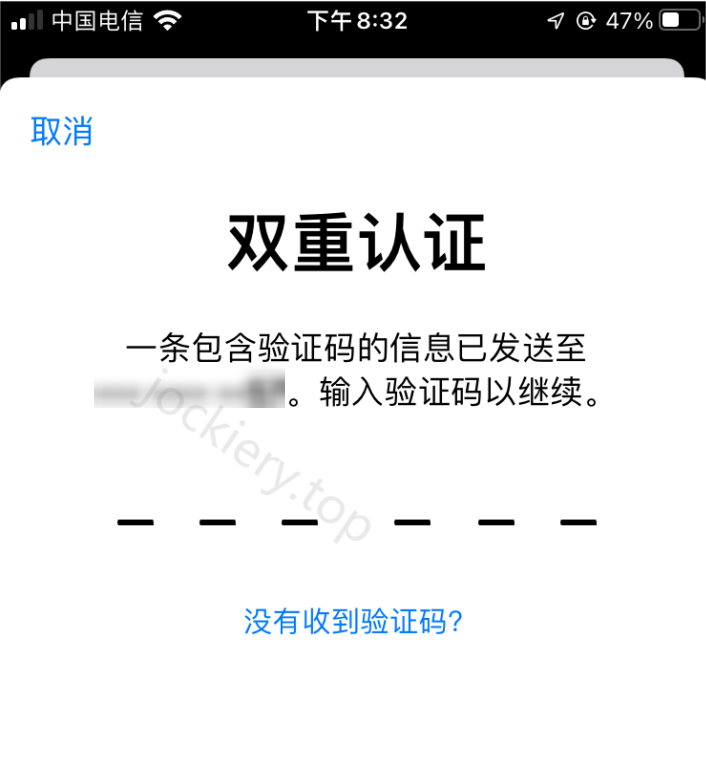 中国电信 下午8:32 47%
取消
双重认证
一条包含验证码的信息已发送至
。输入验证码以继续。
jockiery.top
没有收到验证码?